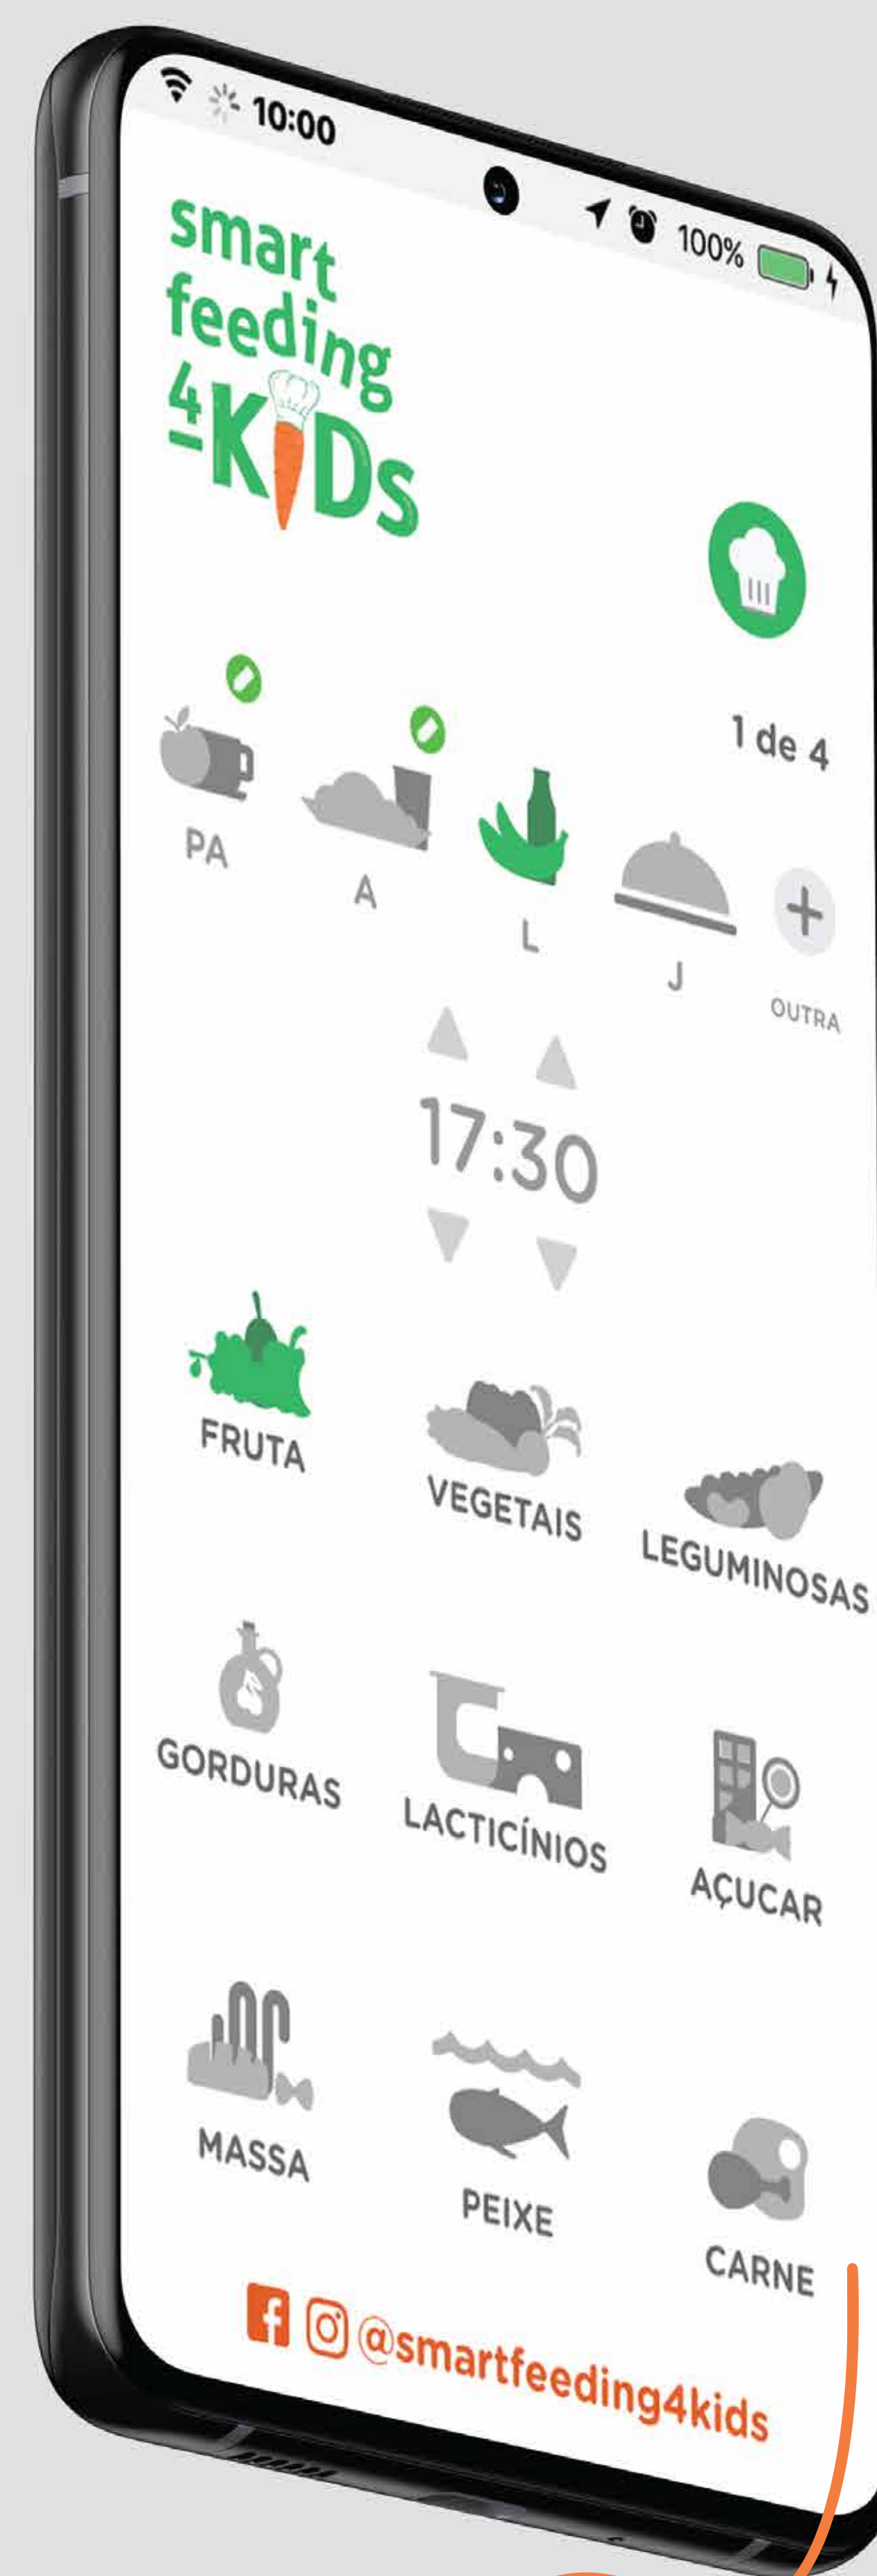 10:00
100%
smart
feeding
4KIDS
1 de 4
PA
A
L
J
OUTRA
17:30
FRUTA
VEGETAIS
LEGUMINOSAS
GORDURAS
LACTICÍNIOS
AÇUCAR
MASSA
PEIXE
CARNE
@smartfeeding4kids